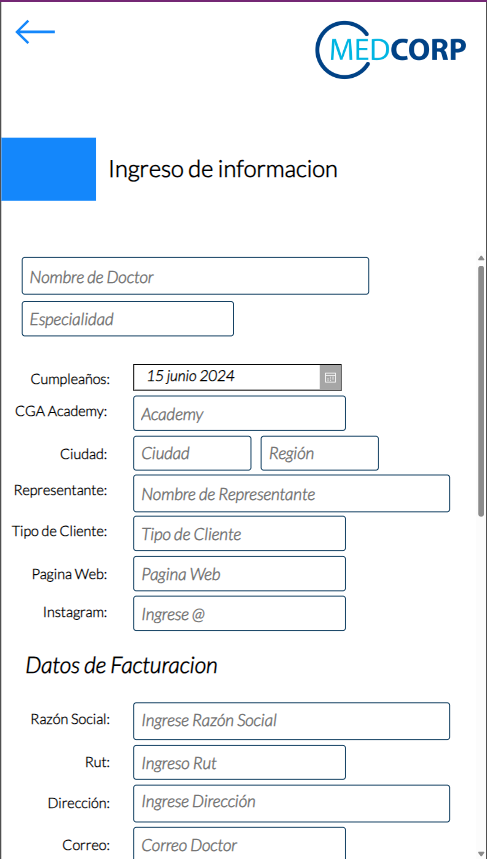 MEDCORP
Ingreso de informacion
Nombre de Doctor
Especialidad
Cumpleaños: 15 junio 2024
CGA Academy: Academy
Ciudad: Ciudad Región
Representante: Nombre de Representante
Tipo de Cliente: Tipo de Cliente
Pagina Web: Pagina Web
Instagram: Ingrese @
Datos de Facturacion
Razón Social: Ingrese Razón Social
Rut: Ingreso Rut
Dirección: Ingrese Dirección
Correo: Correo Doctor